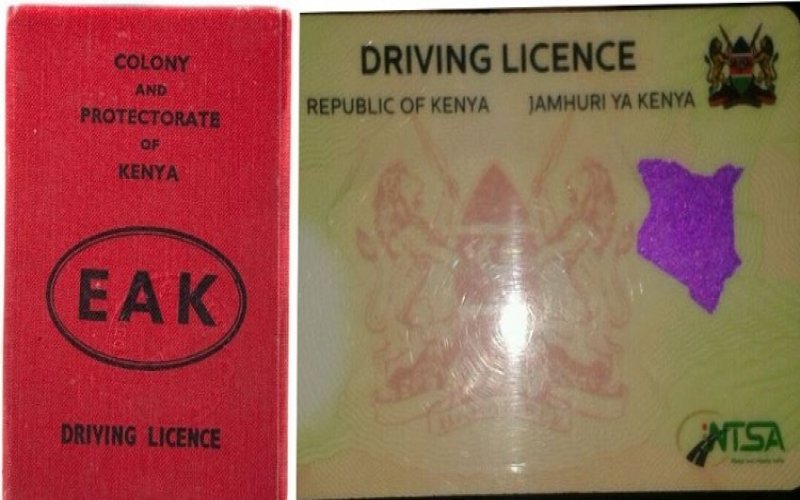 COLONY
AND
PROTECTORATE
OF
KENYA
EAK
DRIVING LICENCE
DRIVING LICENCE
REPUBLIC OF KENYA JAMHURI YA KENYA
NTSA